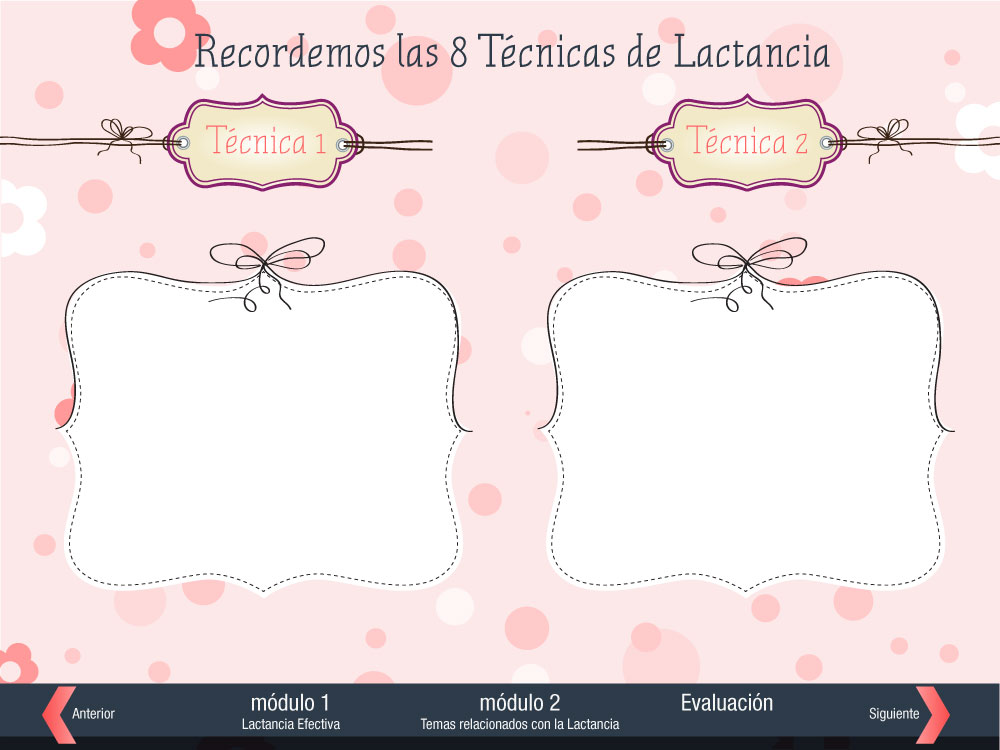 Recordemos las 8 Técnicas de Lactancia
Técnica 1
Técnica 2
Anterior
módulo 1
Lactancia Efectiva
módulo 2
Temas relacionados con la Lactancia
Evaluación
Siguiente